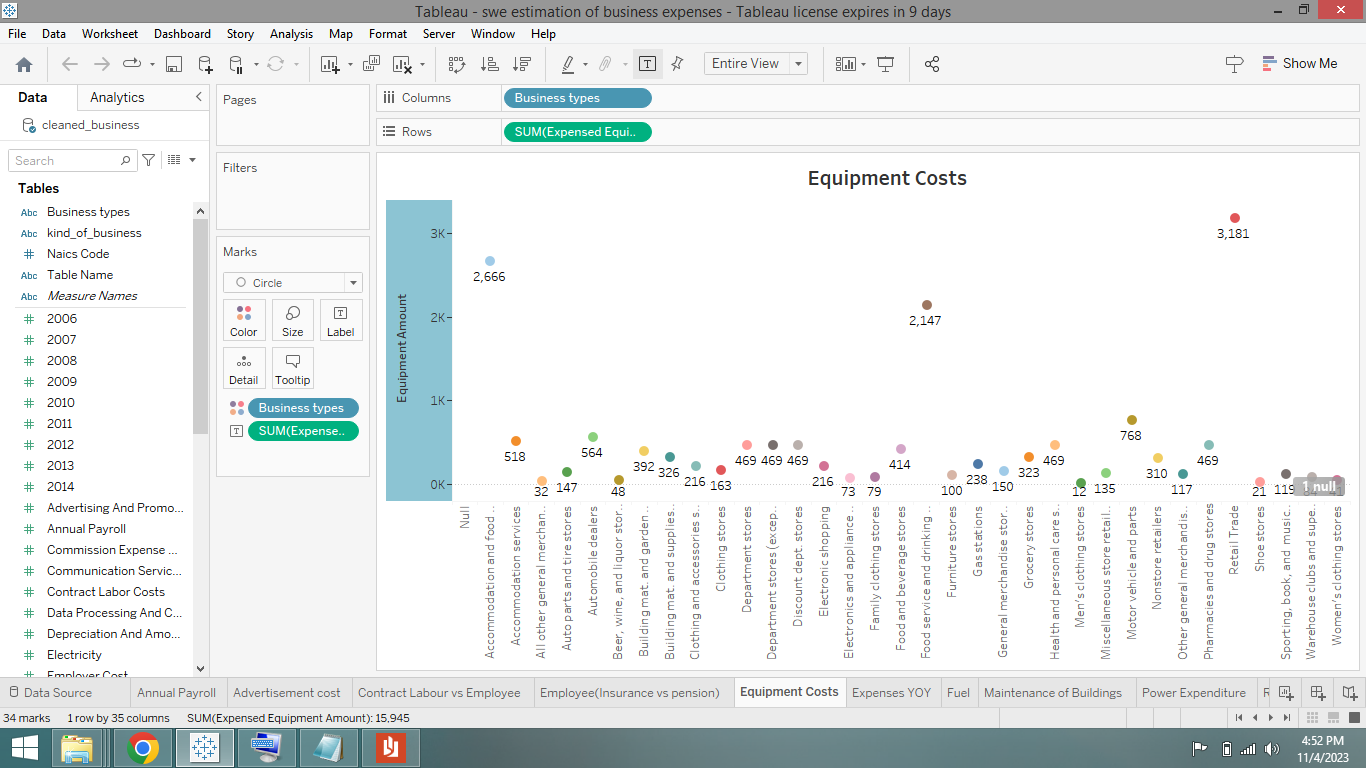 Tableau - swe estimation of business expenses - Tableau license expires in 9 days
File Data Worksheet Dashboard Story Analysis Map Format Server Window Help
Entire View
Show Me
Data Analytics
cleaned_business
Search
Tables
Abc Business types
Abc kind_of_business
# Naics Code
Abc Table Name
Abc Measure Names
# 2006
# 2007
# 2008
# 2009
# 2010
# 2011
# 2012
# 2013
# 2014
# Advertising And Promo...
# Annual Payroll
# Commission Expense ...
# Communication Servic...
# Contract Labor Costs
# Data Processing And C...
# Depreciation And Amo...
# Electricity
# Employer Cost
Pages
Filters
Marks
Circle
Color Size Label
Detail Tooltip
Business types
SUM(Expense..
Columns Business types
Rows SUM(Expensed Equi..
Equipment Costs
Equipment Amount
3K
2K
1K
0K
2,666
518
32
147
564
48
392
326
216
163
469
469
469
216
73
79
414
2,147
100
238
150
323
469
12
135
768
310
117
469
3,181
21
119
41
1 null
Null
Accommodation and food ..
Accommodation services
All other general merchan..
Auto parts and tire stores
Automobile dealers
Beer, wine, and liquor stor..
Building mat. and garden ..
Building mat. and supplies..
Clothing and accessories s..
Clothing stores
Department stores
Department stores (excep..
Discount dept. stores
Electronic shopping
Electronics and appliance ..
Family clothing stores
Food and beverage stores
Food service and drinking ..
Furniture stores
Gas stations
General merchandise stor..
Grocery stores
Health and personal care s..
Men's clothing stores
Miscellaneous store retail..
Motor vehicle and parts
Nonstore retailers
Other general merchandis..
Pharmacies and drug stores
Retail Trade
Shoe stores
Sporting, book, and music..
Warehouse clubs and supe..
Women's clothing stores
Data Source Annual Payroll Advertisement cost Contract Labour vs Employee Employee(Insurance vs pension) Equipment Costs Expenses YOY Fuel Maintenance of Buildings Power Expenditure
34 marks 1 row by 35 columns SUM(Expensed Equipment Amount): 15,945
4:52 PM
11/4/2023